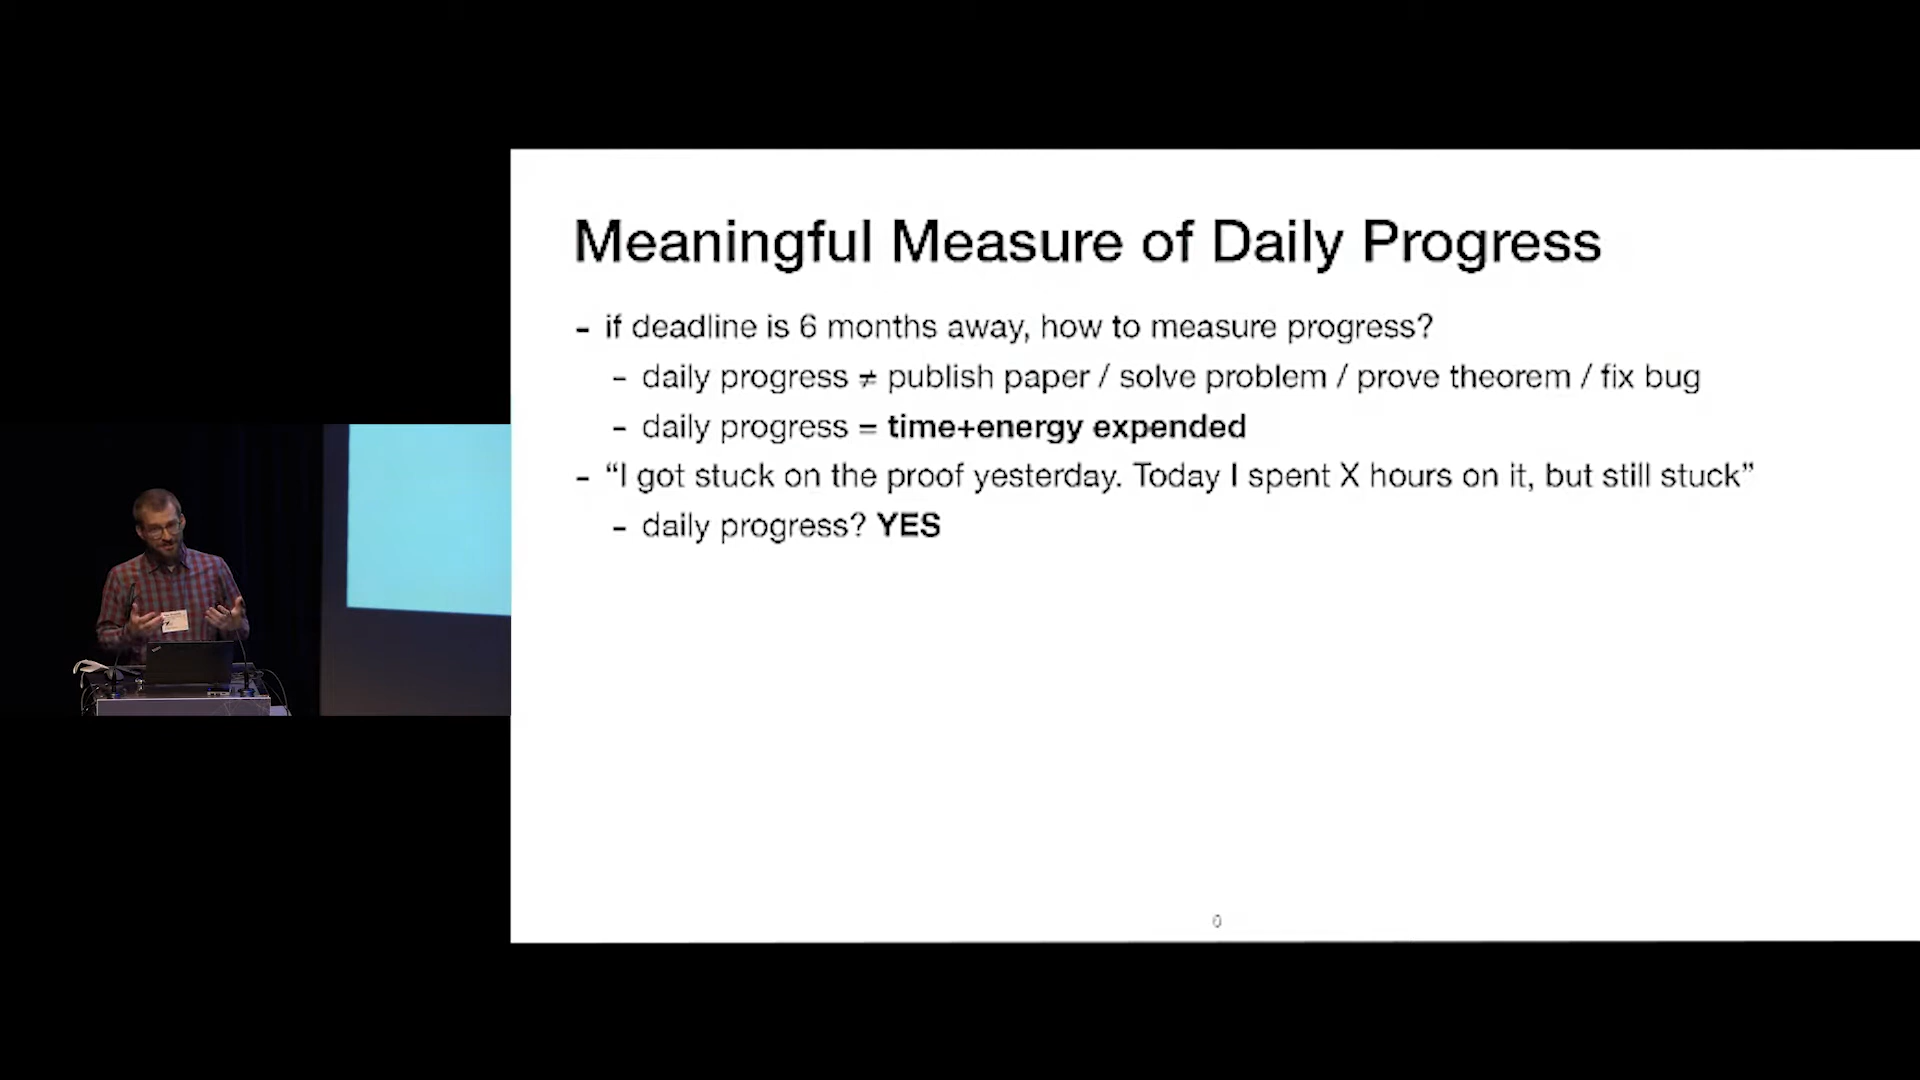 Meaningful Measure of Daily Progress
- if deadline is 6 months away, how to measure progress?
- daily progress ≠ publish paper / solve problem / prove theorem / fix bug
- daily progress = time+energy expended
- “I got stuck on the proof yesterday. Today I spent X hours on it, but still stuck”
- daily progress? YES